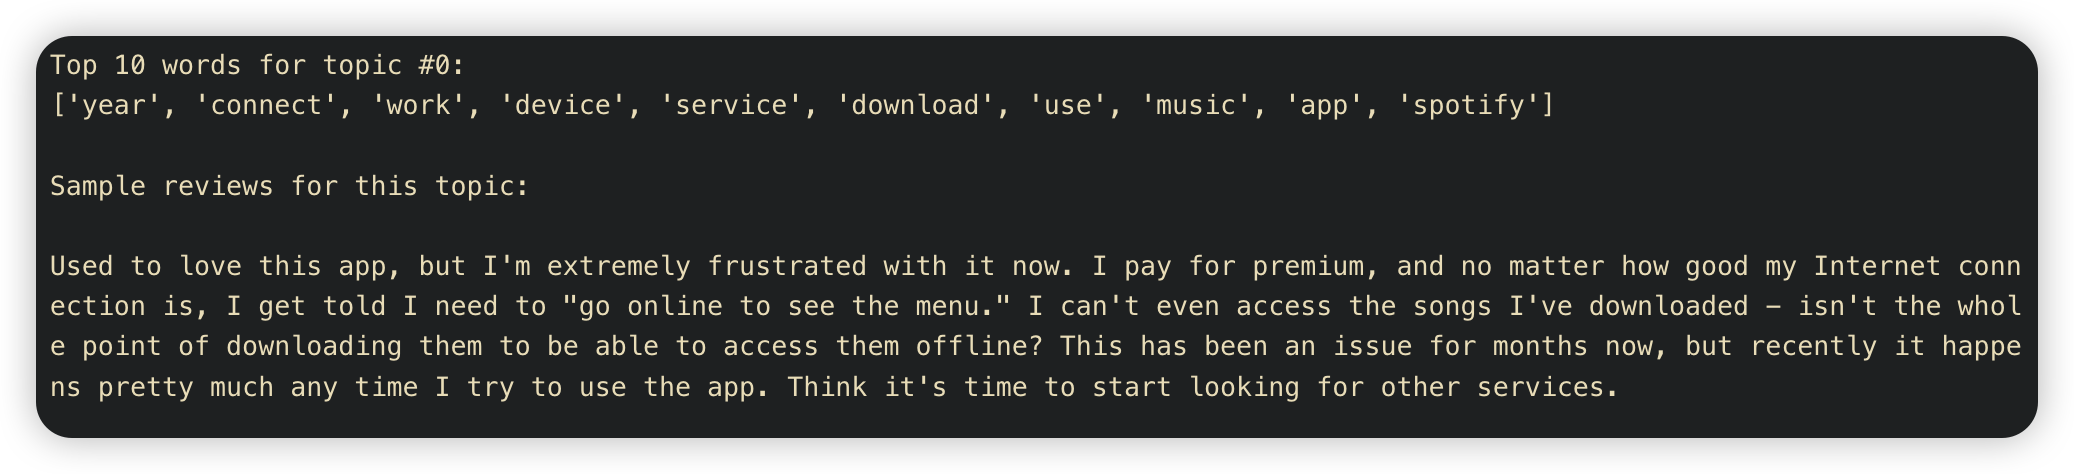 Top 10 words for topic #0:
['year', 'connect', 'work', 'device', 'service', 'download', 'use', 'music', 'app', 'spotify']
Sample reviews for this topic:
Used to love this app, but I'm extremely frustrated with it now. I pay for premium, and no matter how good my Internet conn
ection is, I get told I need to "go online to see the menu." I can't even access the songs I've downloaded – isn't the whol
e point of downloading them to be able to access them offline? This has been an issue for months now, but recently it happe
ns pretty much any time I try to use the app. Think it's time to start looking for other services.